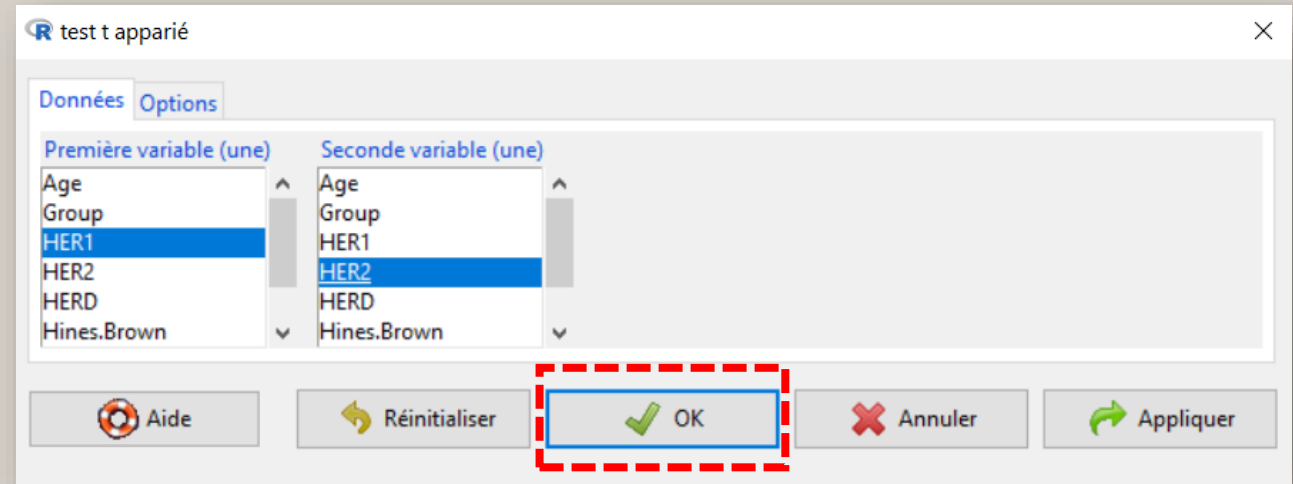 R test t apparié
Données Options
Première variable (une) Seconde variable (une)
Age Age
Group Group
HER1 HER1
HER2 HER2
HERD HERD
Hines.Brown Hines.Brown
Aide Réinitialiser OK Annuler Appliquer